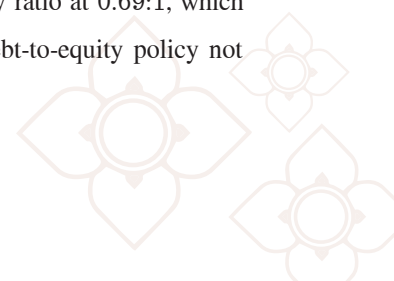 ratio at 0.69:1, which
bt-to-equity policy not